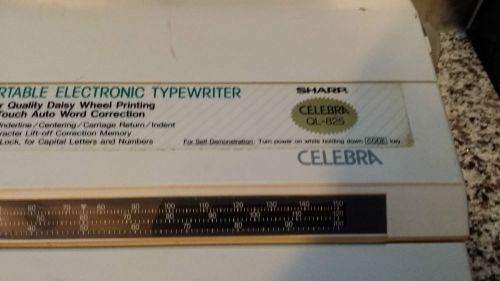 RTABLE ELECTRONIC TYPEWRITER
r Quality Daisy Wheel Printing
Touch Auto Word Correction
nderline/Centering/Carriage Return/Indent
racter Lift-off Correction Memory
Lock, for Capital Letters and Numbers
For Self Demonstration: Turn power on while holding down CODE key.
SHARP
CELEBRA
QL-825
CELEBRA